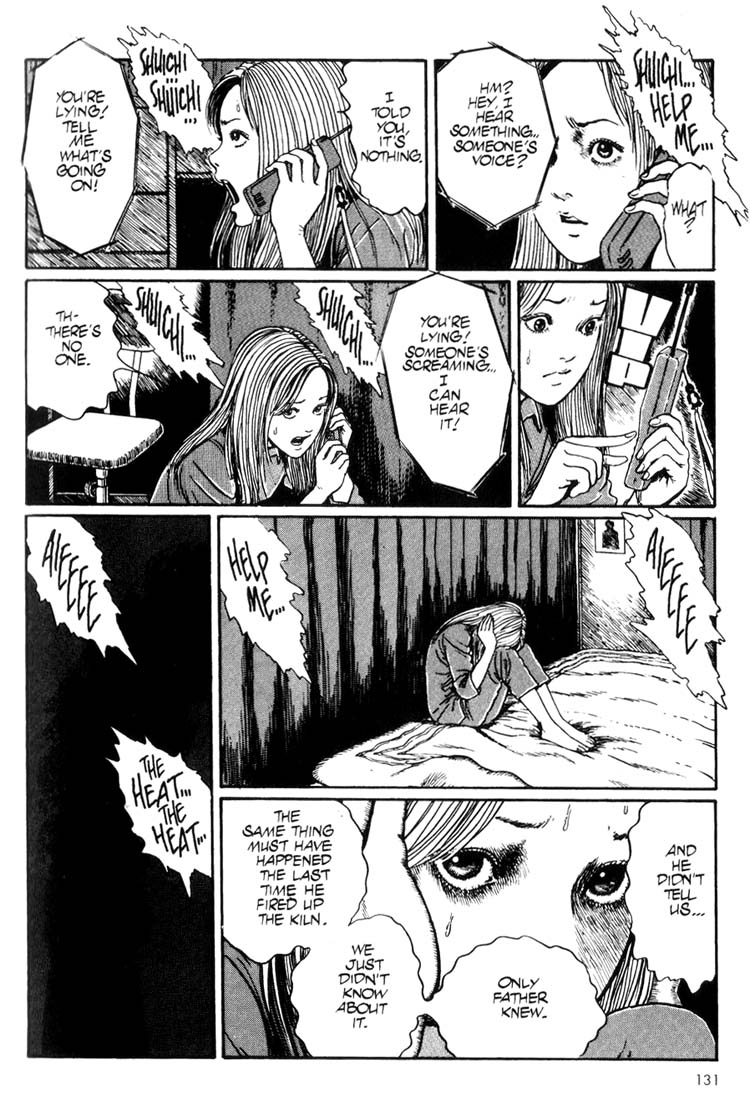 YOU'RE
LYING!
TELL
ME
WHAT'S
GOING
ON!
SHUICHI
SHUICHI
...
I
TOLD
YOU, IT'S
NOTHING.
HM?
HEY, I
HEAR
SOMETHING...
SOMEONE'S
VOICE?
WHAT?
SHUICHI...
HELP
ME...
TH-
THERE'S
NO
ONE.
SHUICHI...
SHUICHI...
YOU'RE
LYING!
SOMEONE'S
SCREAMING...
I
CAN
HEAR
IT!
AIEEEEE
THE
HEAT...
THE
HEAT...
HELP
ME...
AIEEEEE
THE
SAME THING
MUST HAVE
HAPPENED
THE LAST
TIME HE
FIRED UP
THE KILN.
WE
JUST
DIDN'T
KNOW
ABOUT
IT.
ONLY
FATHER
KNEW...
AND
HE
DIDN'T
TELL
US...
131